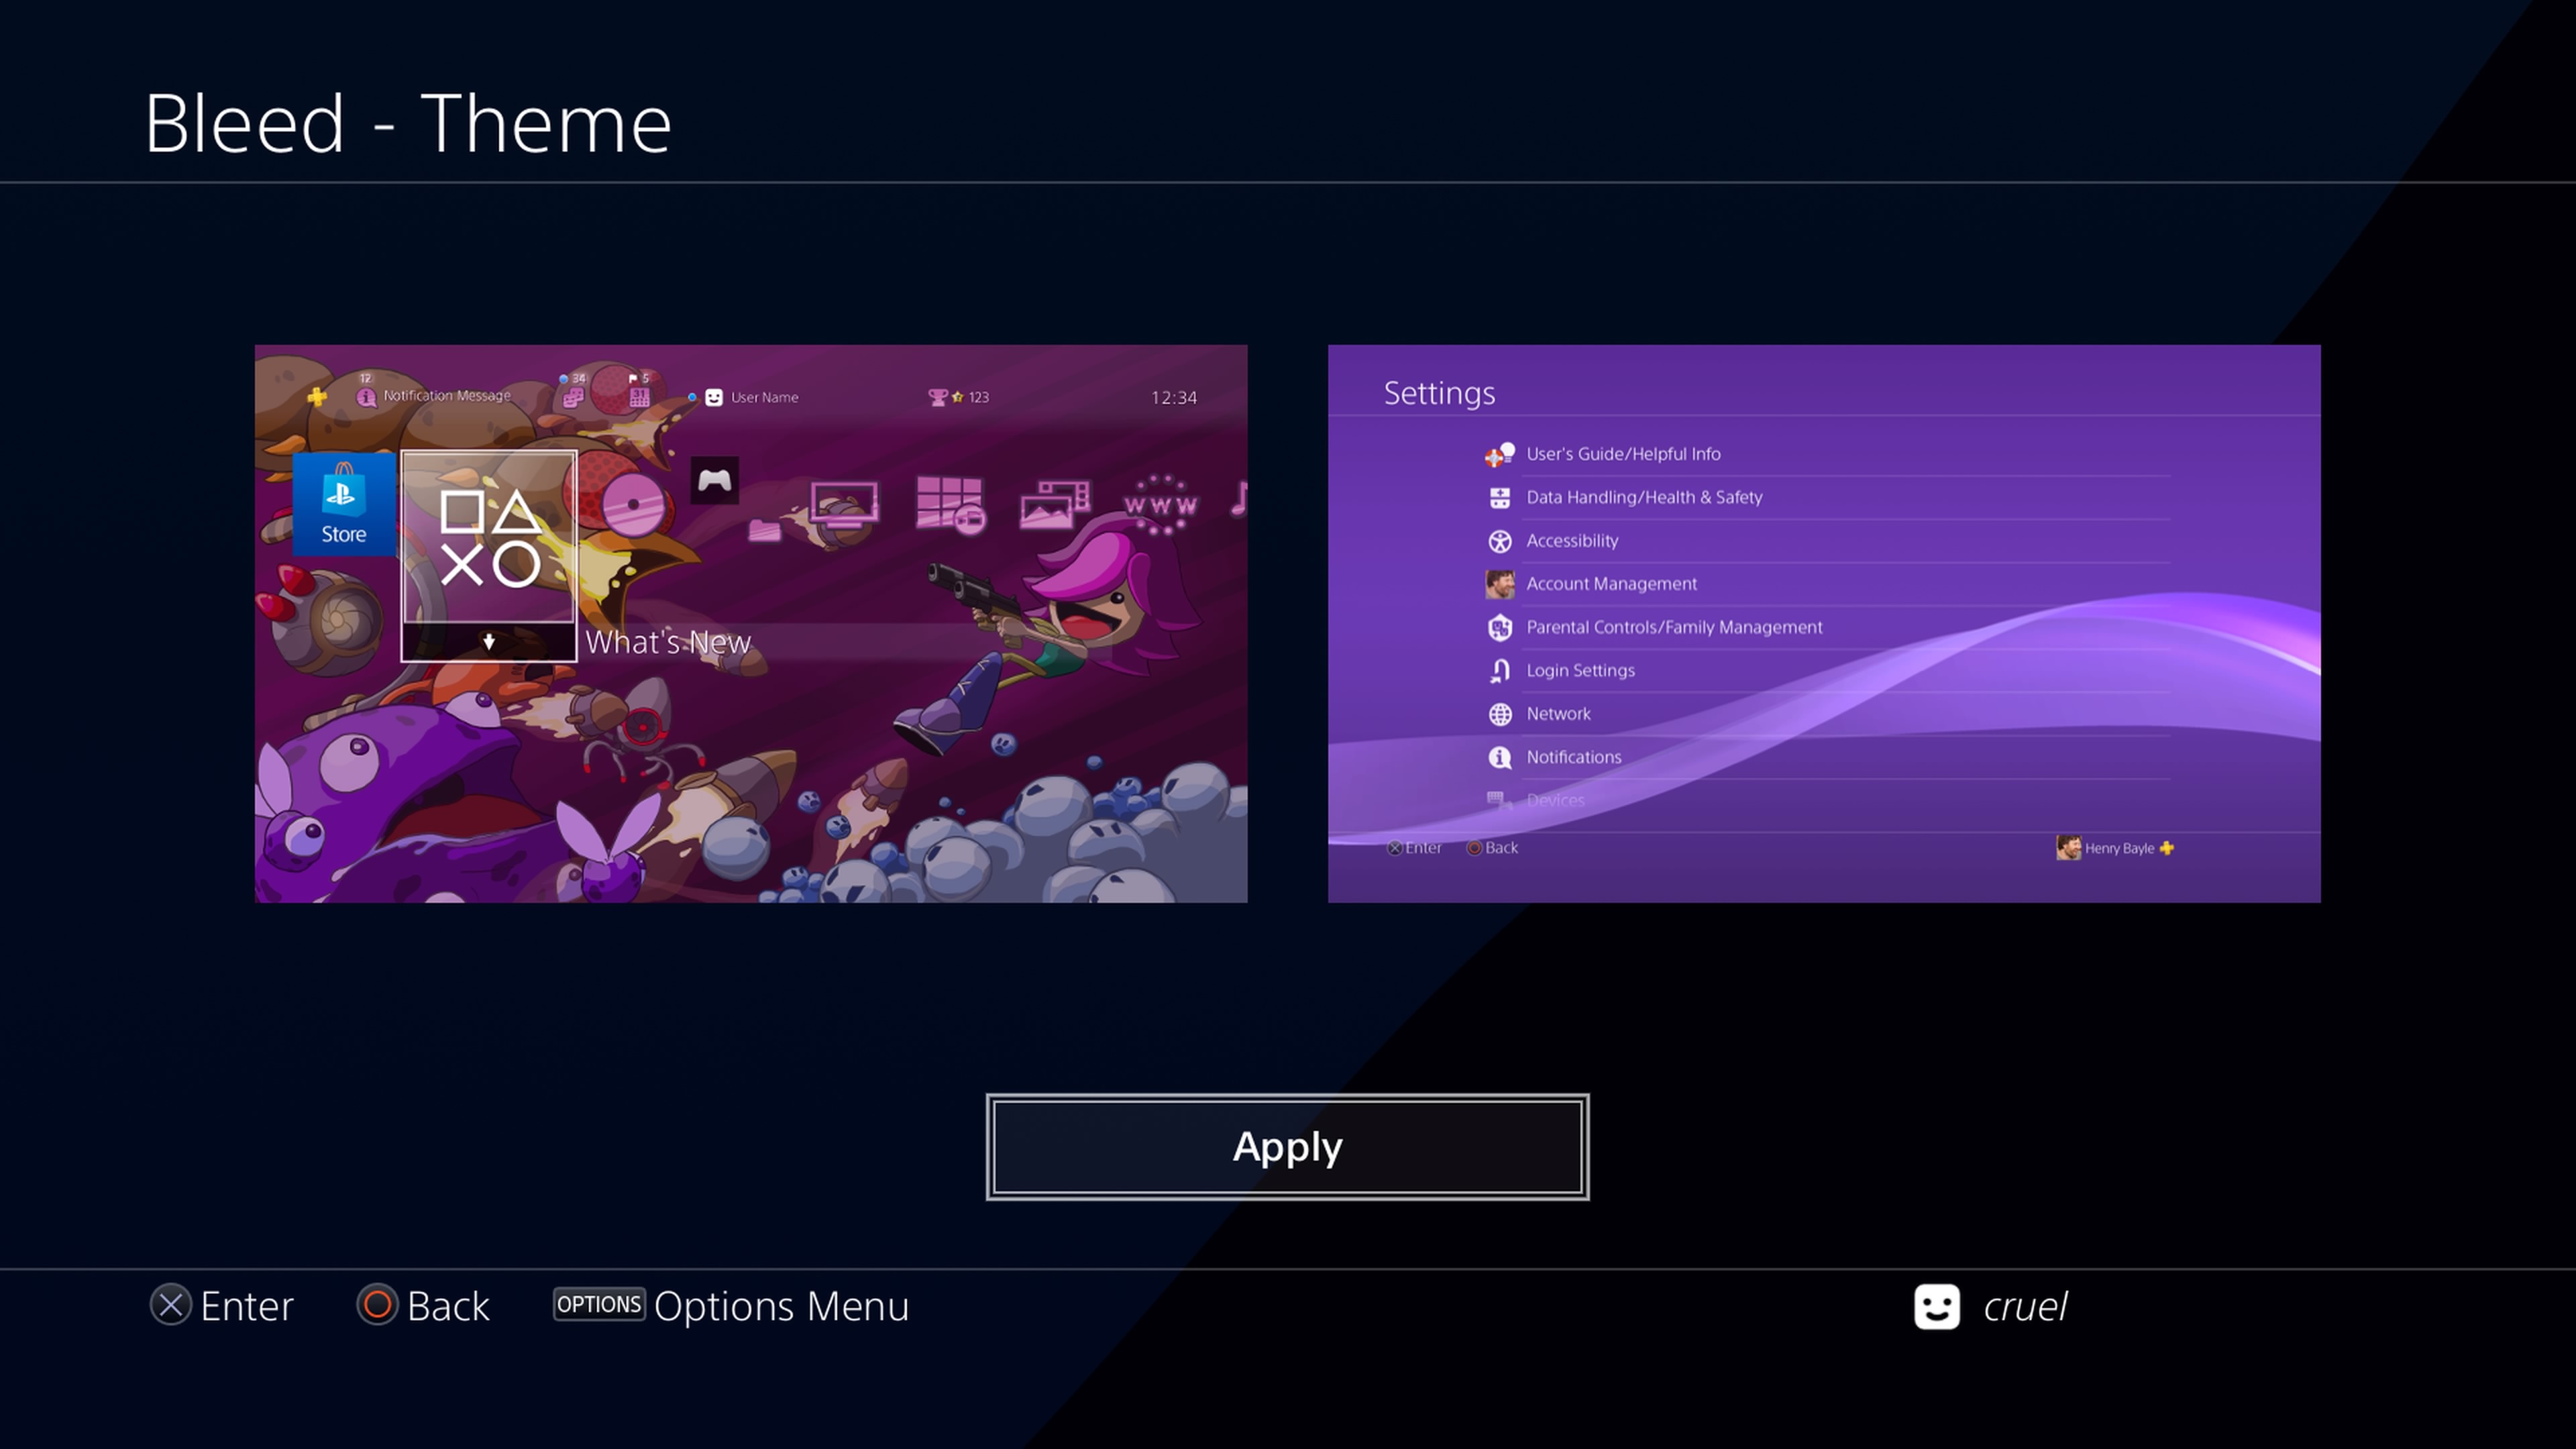 Bleed - Theme
12
Notification Message
34
5
User Name
123
12:34
Store
WWW
What's New
Settings
User's Guide/Helpful Info
Data Handling/Health & Safety
Accessibility
Account Management
Parental Controls/Family Management
Login Settings
Network
Notifications
Devices
Enter
Back
Henry Bayle
Apply
Enter
Back
OPTIONS Options Menu
cruel